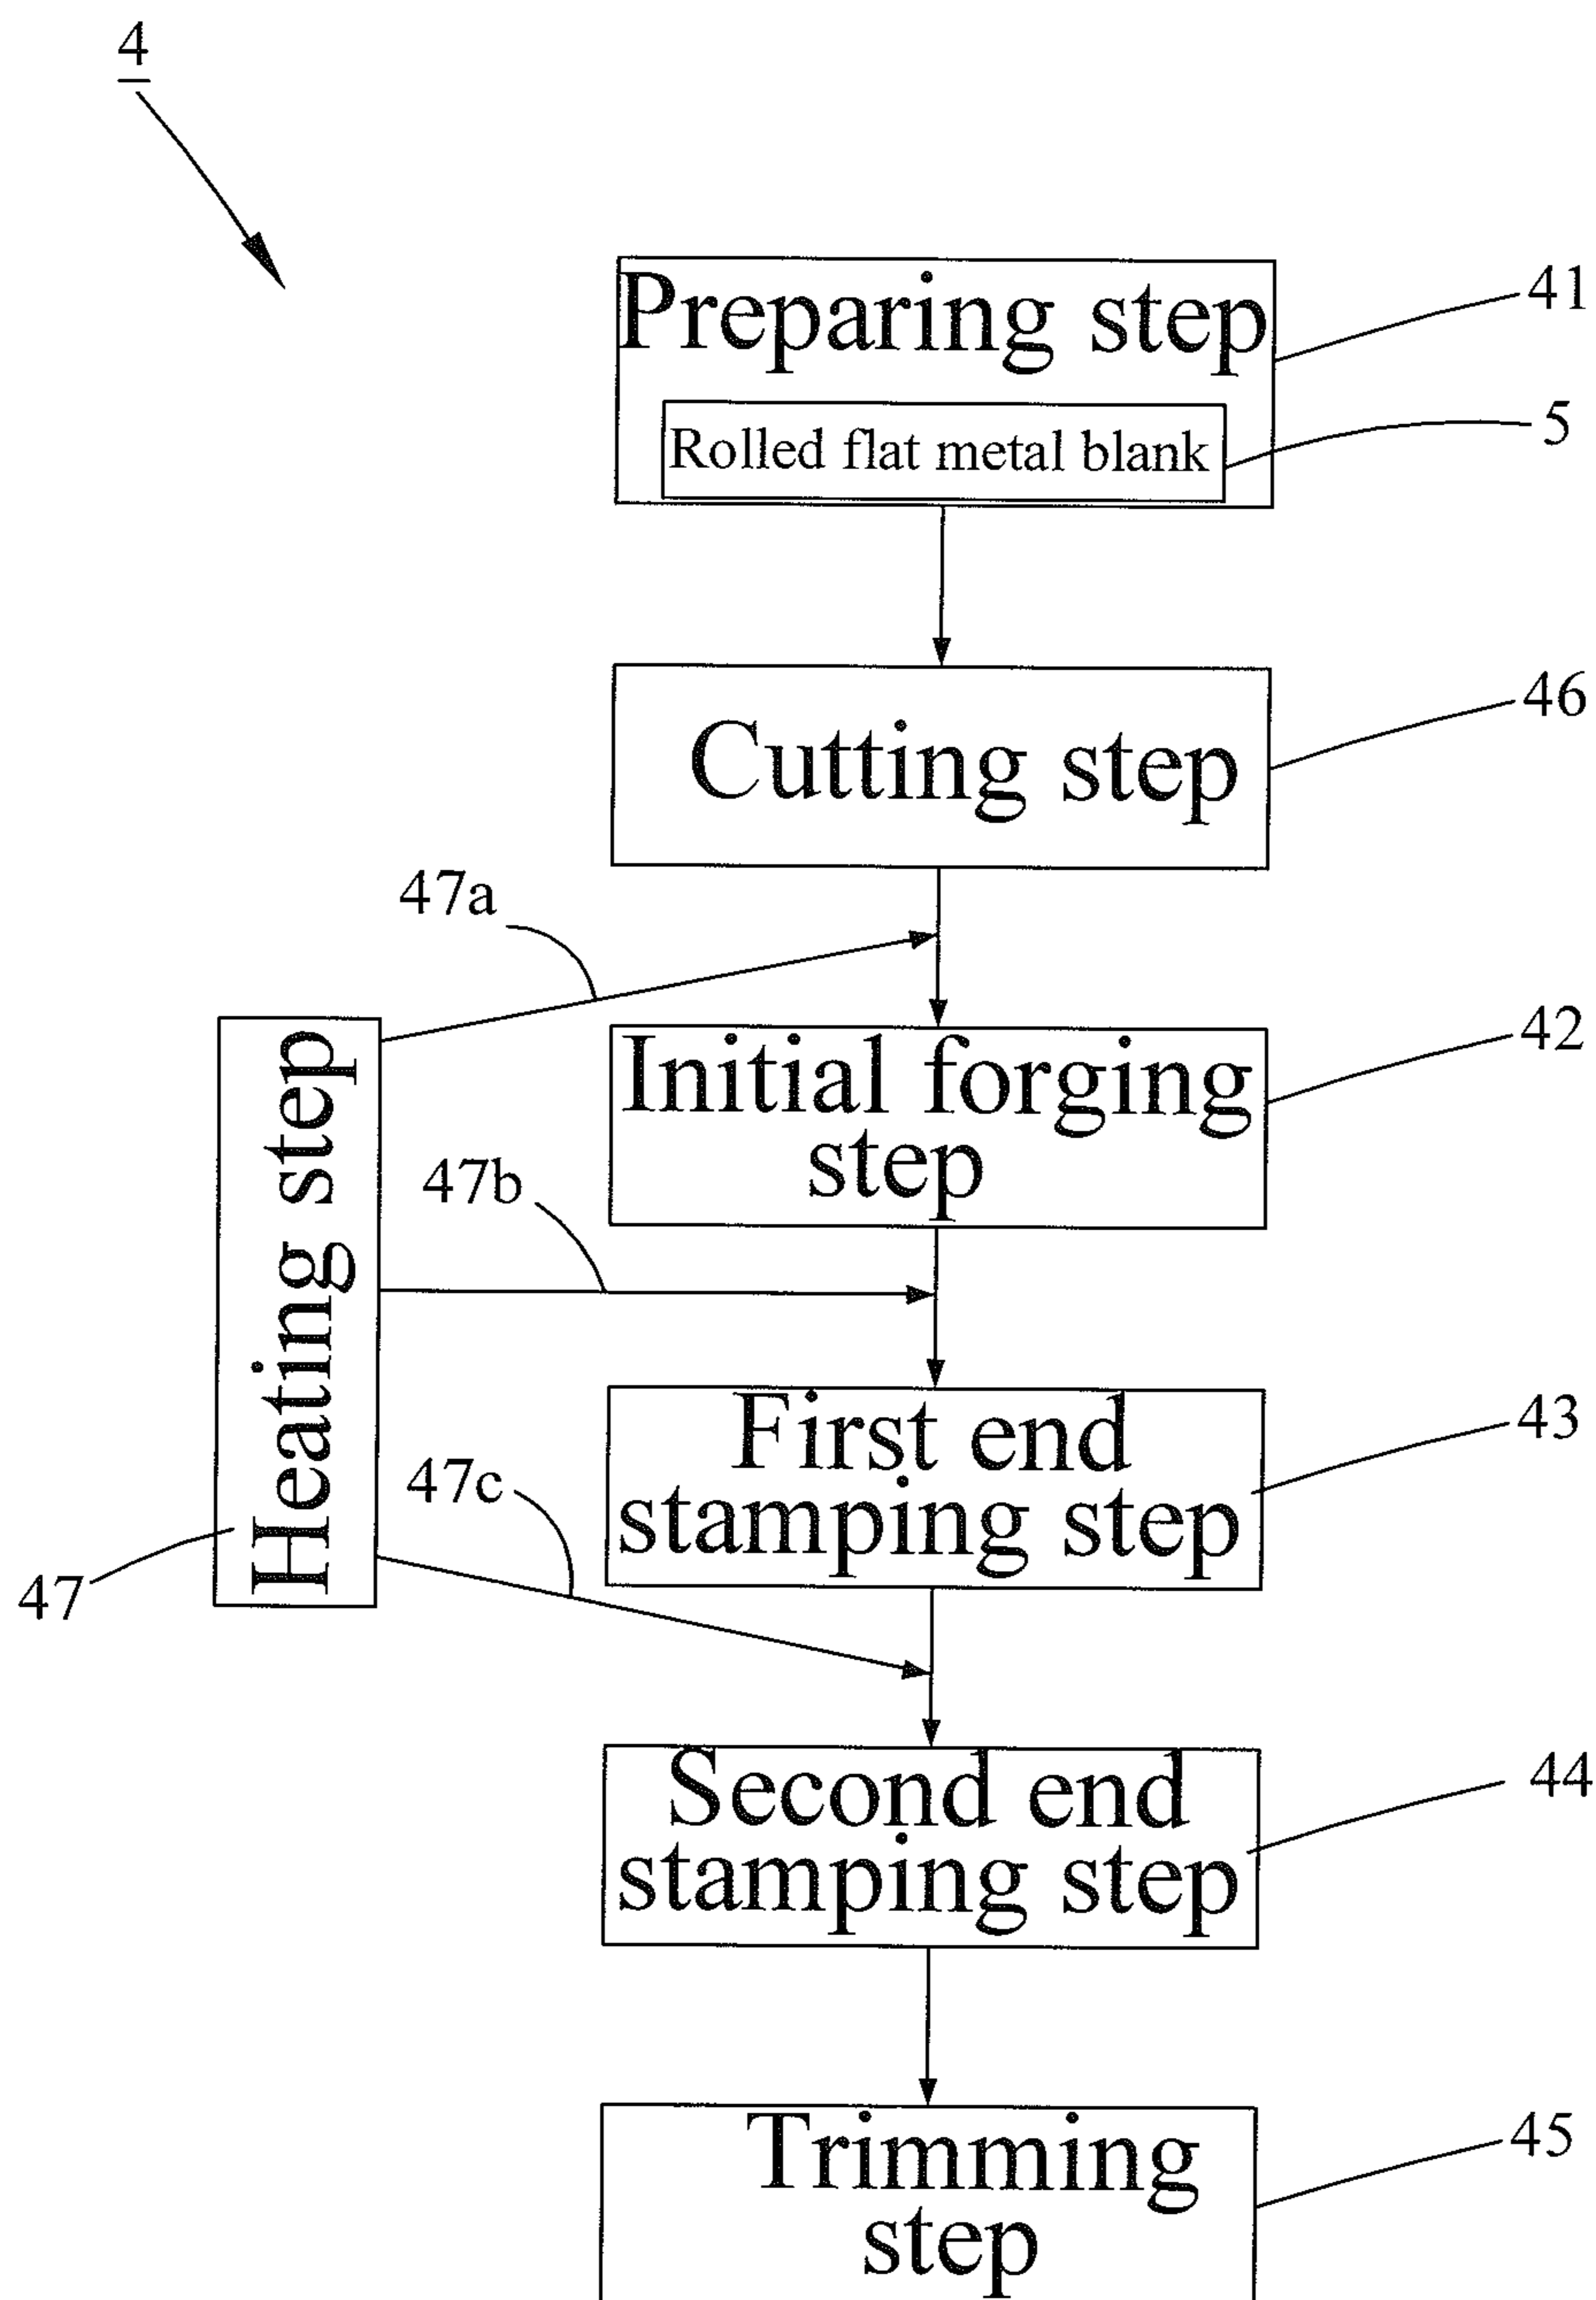 4
Preparing step
41
Rolled flat metal blank
5
Cutting step
46
47a
Initial forging
step
42
Heating step
47b
First end
stamping step
43
47c
47
Second end
stamping step
44
Trimming
step
45